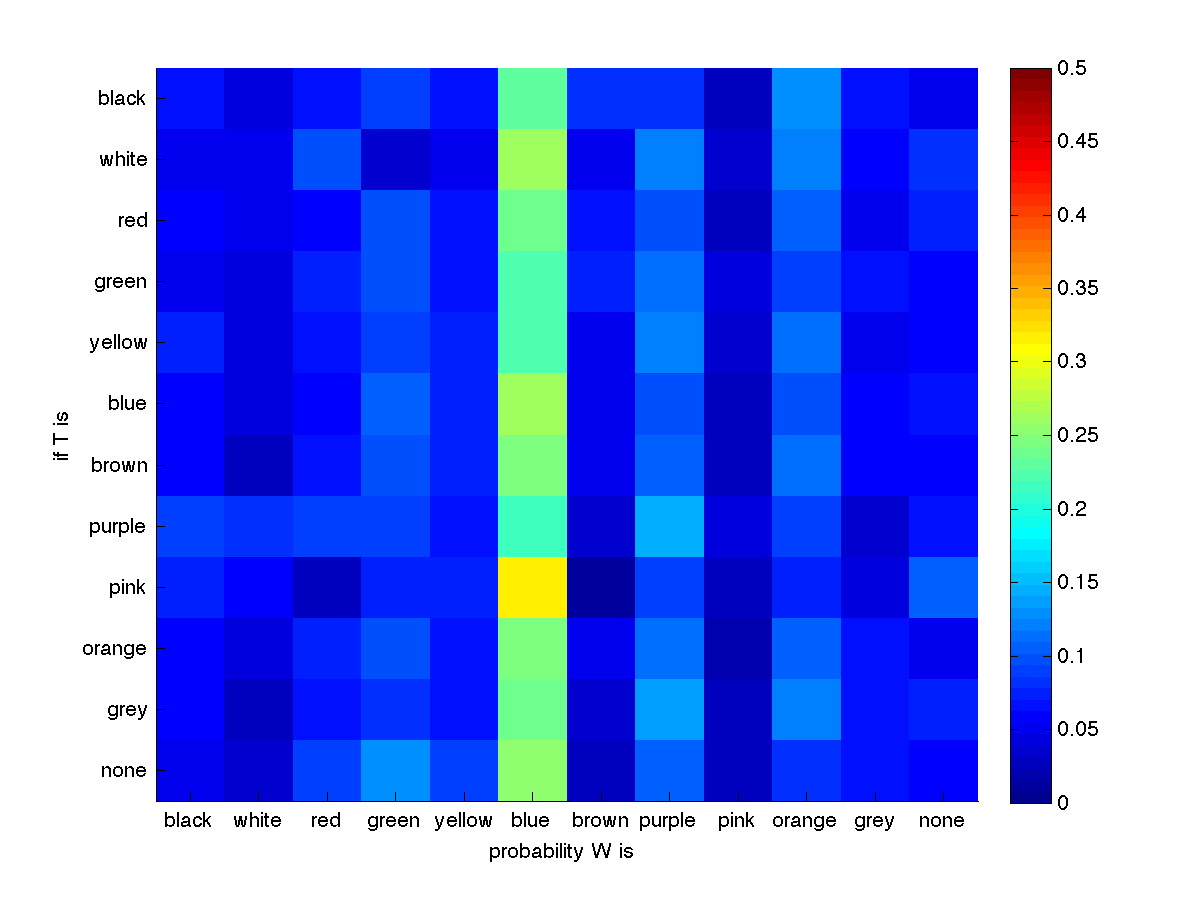 black
white
red
green
yellow
blue
brown
purple
pink
orange
grey
none
if T is
black white red green yellow blue brown purple pink orange grey none
probability W is
0.5
0.45
0.4
0.35
0.3
0.25
0.2
0.15
0.1
0.05
0